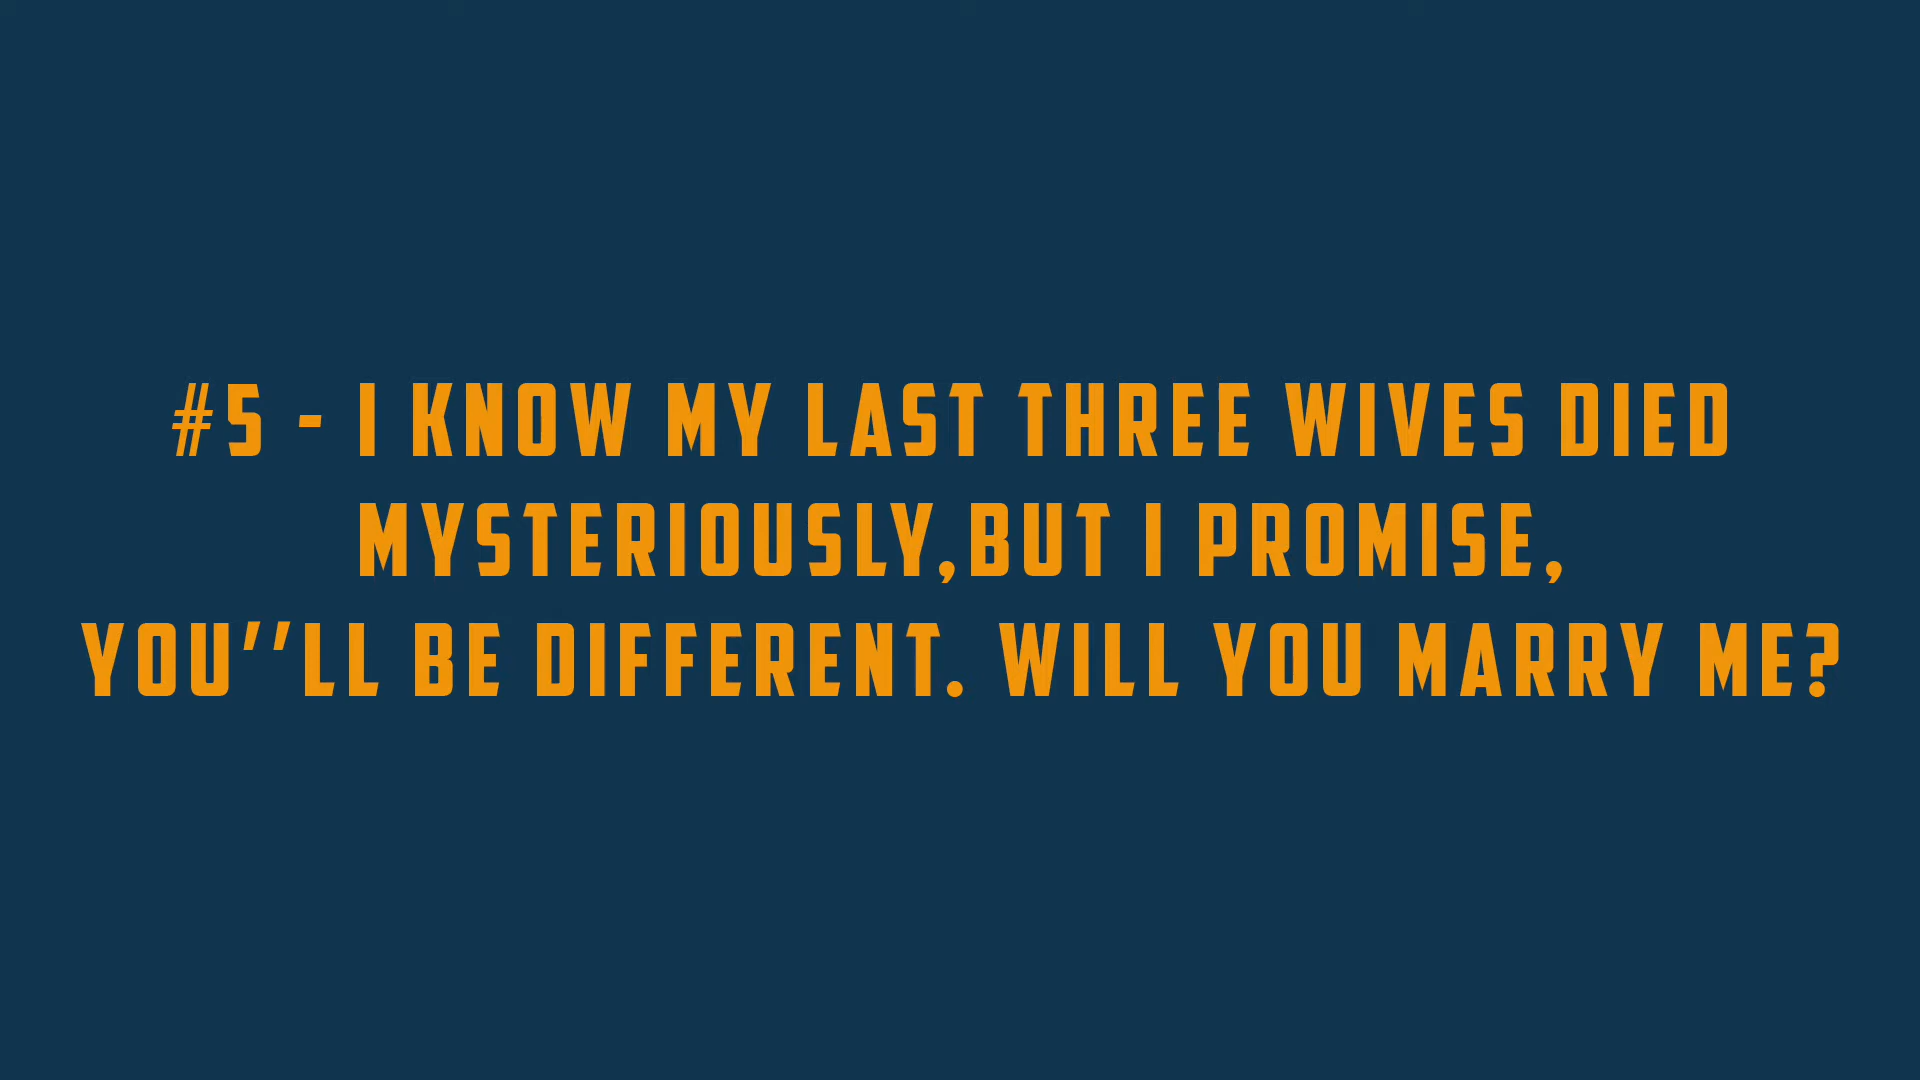 #5 - I KNOW MY LAST THREE WIVES DIED
MYSTERIOUSLY,BUT I PROMISE,
YOU''LL BE DIFFERENT. WILL YOU MARRY ME?